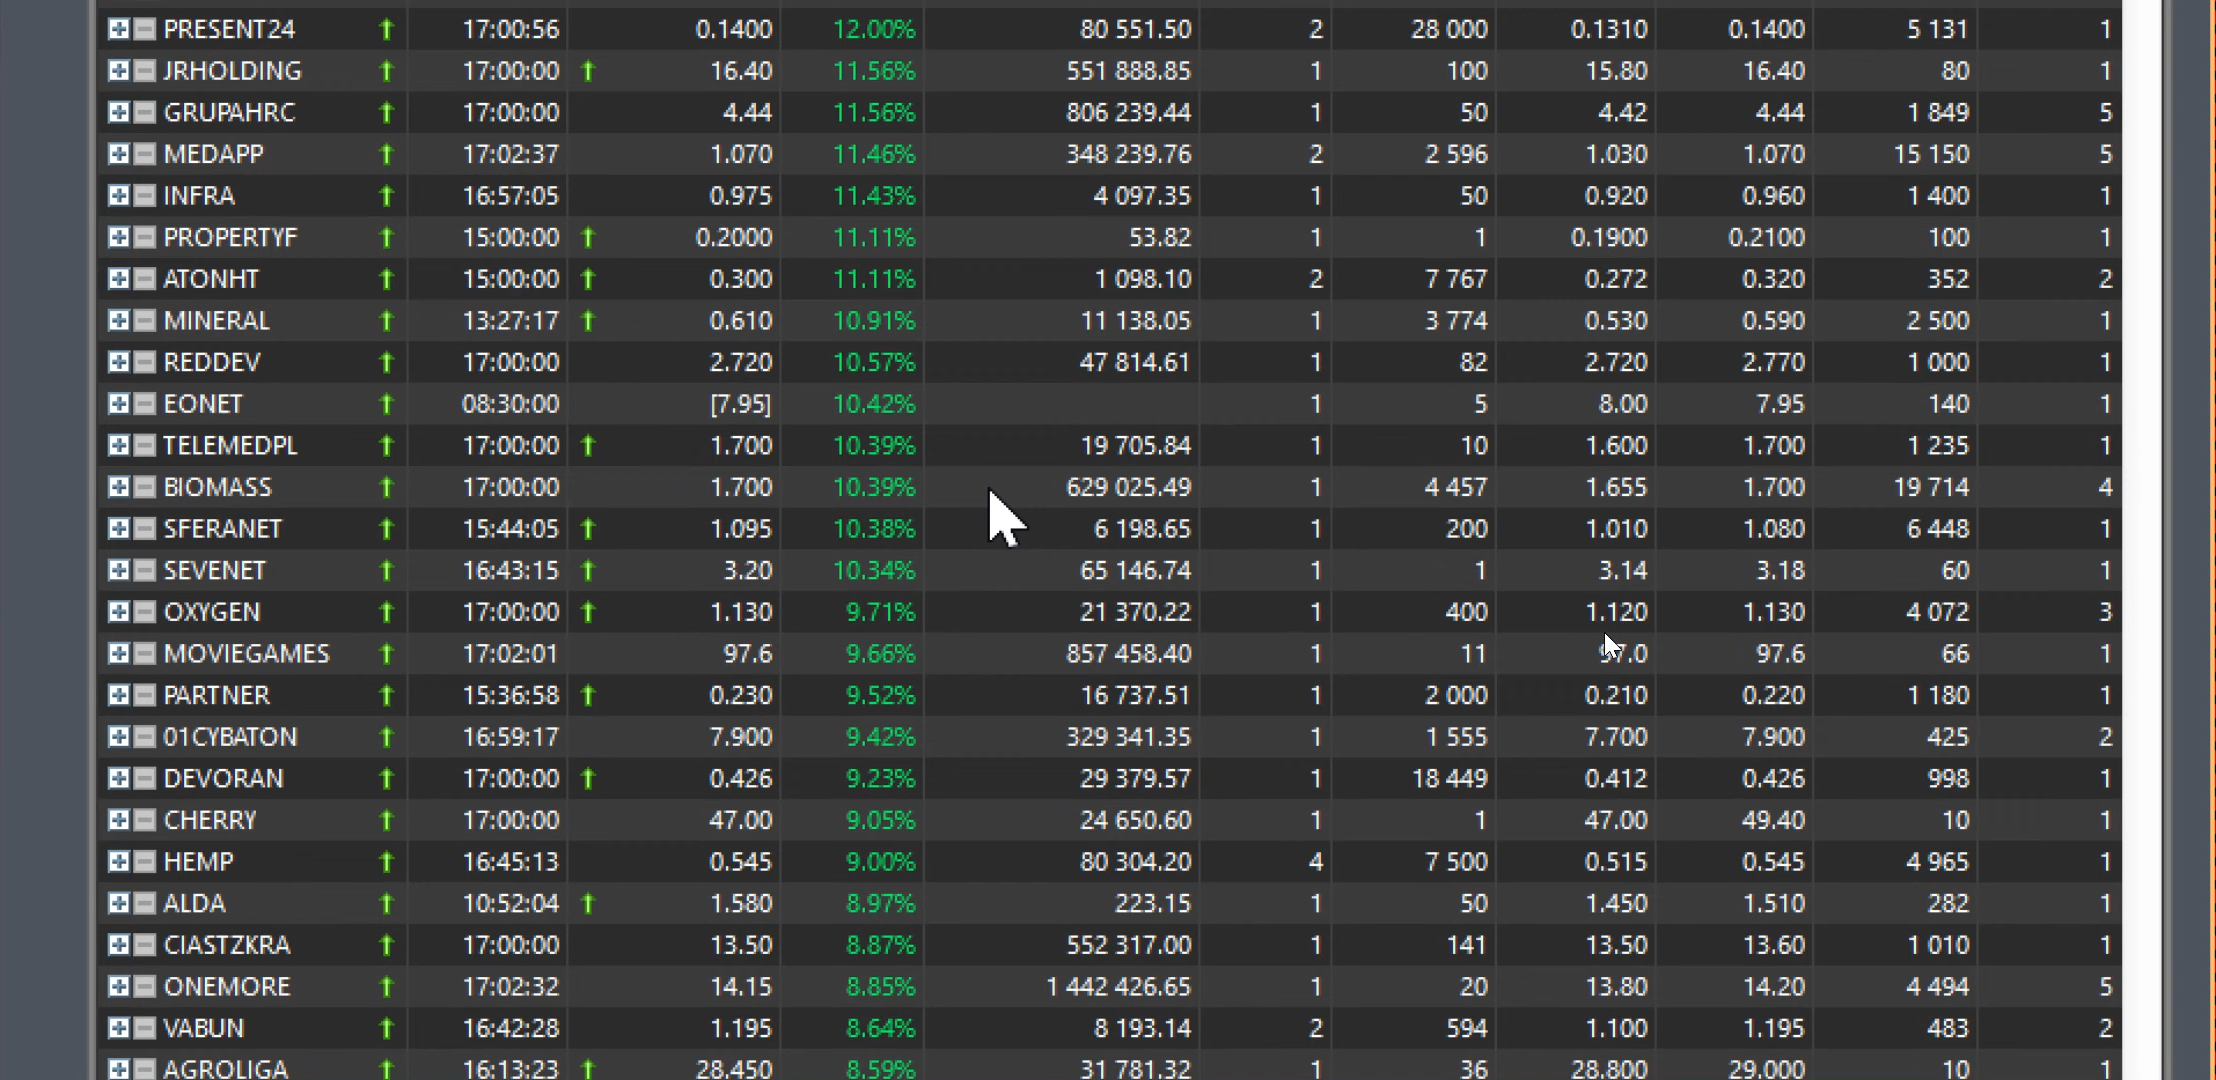 PRESENT24 17:00:56 0.1400 12.00% 80 551.50 2 28 000 0.1310 0.1400 5 131 1
JRHOLDING 17:00:00 16.40 11.56% 551 888.85 1 100 15.80 16.40 80 1
GRUPAHRC 17:00:00 4.44 11.56% 806 239.44 1 50 4.42 4.44 1 849 5
MEDAPP 17:02:37 1.070 11.46% 348 239.76 2 2 596 1.030 1.070 15 150 5
INFRA 16:57:05 0.975 11.43% 4 097.35 1 50 0.920 0.960 1 400 1
PROPERTYF 15:00:00 0.2000 11.11% 53.82 1 1 0.1900 0.2100 100 1
ATONHT 15:00:00 0.300 11.11% 1 098.10 2 7 767 0.272 0.320 352 2
MINERAL 13:27:17 0.610 10.91% 11 138.05 1 3 774 0.530 0.590 2 500 1
REDDEV 17:00:00 2.720 10.57% 47 814.61 1 82 2.720 2.770 1 000 1
EONET 08:30:00 [7.95] 10.42% 1 5 8.00 7.95 140 1
TELEMEDPL 17:00:00 1.700 10.39% 19 705.84 1 10 1.600 1.700 1 235 1
BIOMASS 17:00:00 1.700 10.39% 629 025.49 1 4 457 1.655 1.700 19 714 4
SFERANET 15:44:05 1.095 10.38% 6 198.65 1 200 1.010 1.080 6 448 1
SEVENET 16:43:15 3.20 10.34% 65 146.74 1 1 3.14 3.18 60 1
OXYGEN 17:00:00 1.130 9.71% 21 370.22 1 400 1.120 1.130 4 072 3
MOVIEGAMES 17:02:01 97.6 9.66% 857 458.40 1 11 97.6 66 1
PARTNER 15:36:58 0.230 9.52% 16 737.51 1 2 000 0.210 0.220 1 180 1
01CYBATON 16:59:17 7.900 9.42% 329 341.35 1 1 555 7.700 7.900 425 2
DEVORAN 17:00:00 0.426 9.23% 29 379.57 1 18 449 0.412 0.426 998 1
CHERRY 17:00:00 47.00 9.05% 24 650.60 1 1 47.00 49.40 10 1
HEMP 16:45:13 0.545 9.00% 80 304.20 4 7 500 0.515 0.545 4 965 1
ALDA 10:52:04 1.580 8.97% 223.15 1 50 1.450 1.510 282 1
CIASTZKRA 17:00:00 13.50 8.87% 552 317.00 1 141 13.50 13.60 1 010 1
ONEMORE 17:02:32 14.15 8.85% 1 442 426.65 1 20 13.80 14.20 4 494 5
VABUN 16:42:28 1.195 8.64% 8 193.14 2 594 1.100 1.195 483 2
AGROLIGA 16:13:23 28.450 8.59% 31 781.32 1 36 28.800 29.000 10 1